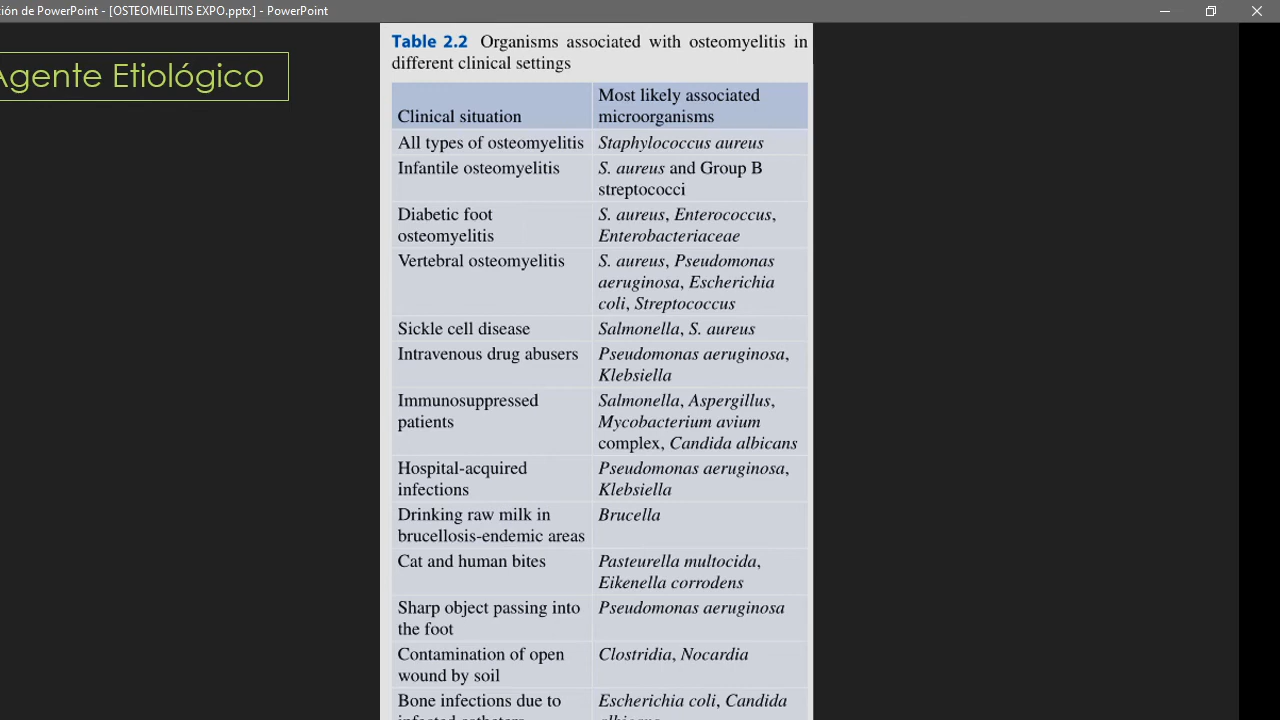 ción de PowerPoint - [OSTEOMIELITIS EXPO.pptx] - PowerPoint
Agente Etiológico
Table 2.2 Organisms associated with osteomyelitis in
different clinical settings
Clinical situation
Most likely associated
microorganisms
All types of osteomyelitis
Staphylococcus aureus
Infantile osteomyelitis
S. aureus and Group B
streptococci
Diabetic foot
osteomyelitis
S. aureus, Enterococcus,
Enterobacteriaceae
Vertebral osteomyelitis
S. aureus, Pseudomonas
aeruginosa, Escherichia
coli, Streptococcus
Sickle cell disease
Salmonella, S. aureus
Intravenous drug abusers
Pseudomonas aeruginosa,
Klebsiella
Immunosuppressed
patients
Salmonella, Aspergillus,
Mycobacterium avium
complex, Candida albicans
Hospital-acquired
infections
Pseudomonas aeruginosa,
Klebsiella
Drinking raw milk in
brucellosis-endemic areas
Brucella
Cat and human bites
Pasteurella multocida,
Eikenella corrodens
Sharp object passing into
the foot
Pseudomonas aeruginosa
Contamination of open
wound by soil
Clostridia, Nocardia
Bone infections due to
infected catheters
Escherichia coli, Candida
albicans